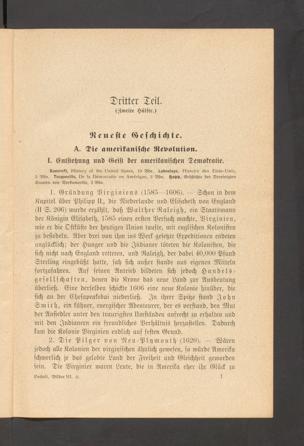 Dritter Teil.
(Zweite Hälfte.)
Neueste Geschichte.
A. Die amerikanische Revolution.
I. Entstehung und Geist der amerikanischen Demokratie.
Bancroft, History of the United States, 10 Bde. Laboulaye, Histoire des États-Unis,
3 Bde. Tocqueville, De la Démocratie en Amérique, 3 Bde. Geschichte der Vereinigten
Staaten von Nordamerika, 3 Bde.
1. Gründung Virginiens (1585—1606). — Schon in dem
Kapitel über Philipp II., die Niederlande und Elisabeth von England
(II S. 206) wurde erzählt, daß Walther Raleigh, ein Staatsmann
der Königin Elisabeth, 1585 einen ersten Versuch machte, Virginien,
wie er die Ostküste der heutigen Union taufte, mit englischen Kolonisten
zu besiedeln. Aber drei von ihm ins Werk gesetzte Expeditionen endeten
unglücklich; der Hunger und die Indianer töteten die Kolonisten, die
sich nicht nach England retteten, und Raleigh, der dabei 40,000 Pfund
Sterling eingebüßt hatte, sah sich außer stande aus eigenen Mitteln
fortzufahren. Auf seinen Antrieb bildeten sich jedoch Handels-
gesellschaften, denen die Krone das neue Land zur Ausbeutung
überließ. Eine derselben schickte 1606 eine neue Kolonie hinüber, die
sich an der Chesapeakebai niederließ. An ihrer Spitze stand John
Smith, ein kühner, energischer Abenteurer, der es verstand, den Mut
der Ansiedler unter den traurigsten Umständen aufrecht zu erhalten und
mit den Indianern ein freundliches Verhältnis herzustellen. Dadurch
kam die Kolonie Virginien endlich auf festen Grund.
2. Die Pilger von Neu-Plymouth (1620). — Wären
jedoch alle Kolonien der virginischen ähnlich gewesen, so würde Amerika
schwerlich je das gelobte Land der Freiheit und Gleichheit geworden
sein. Die Virginier waren Leute, die in Amerika eher ihr Glück zu
Oechsli, Bilder III. 2. 1